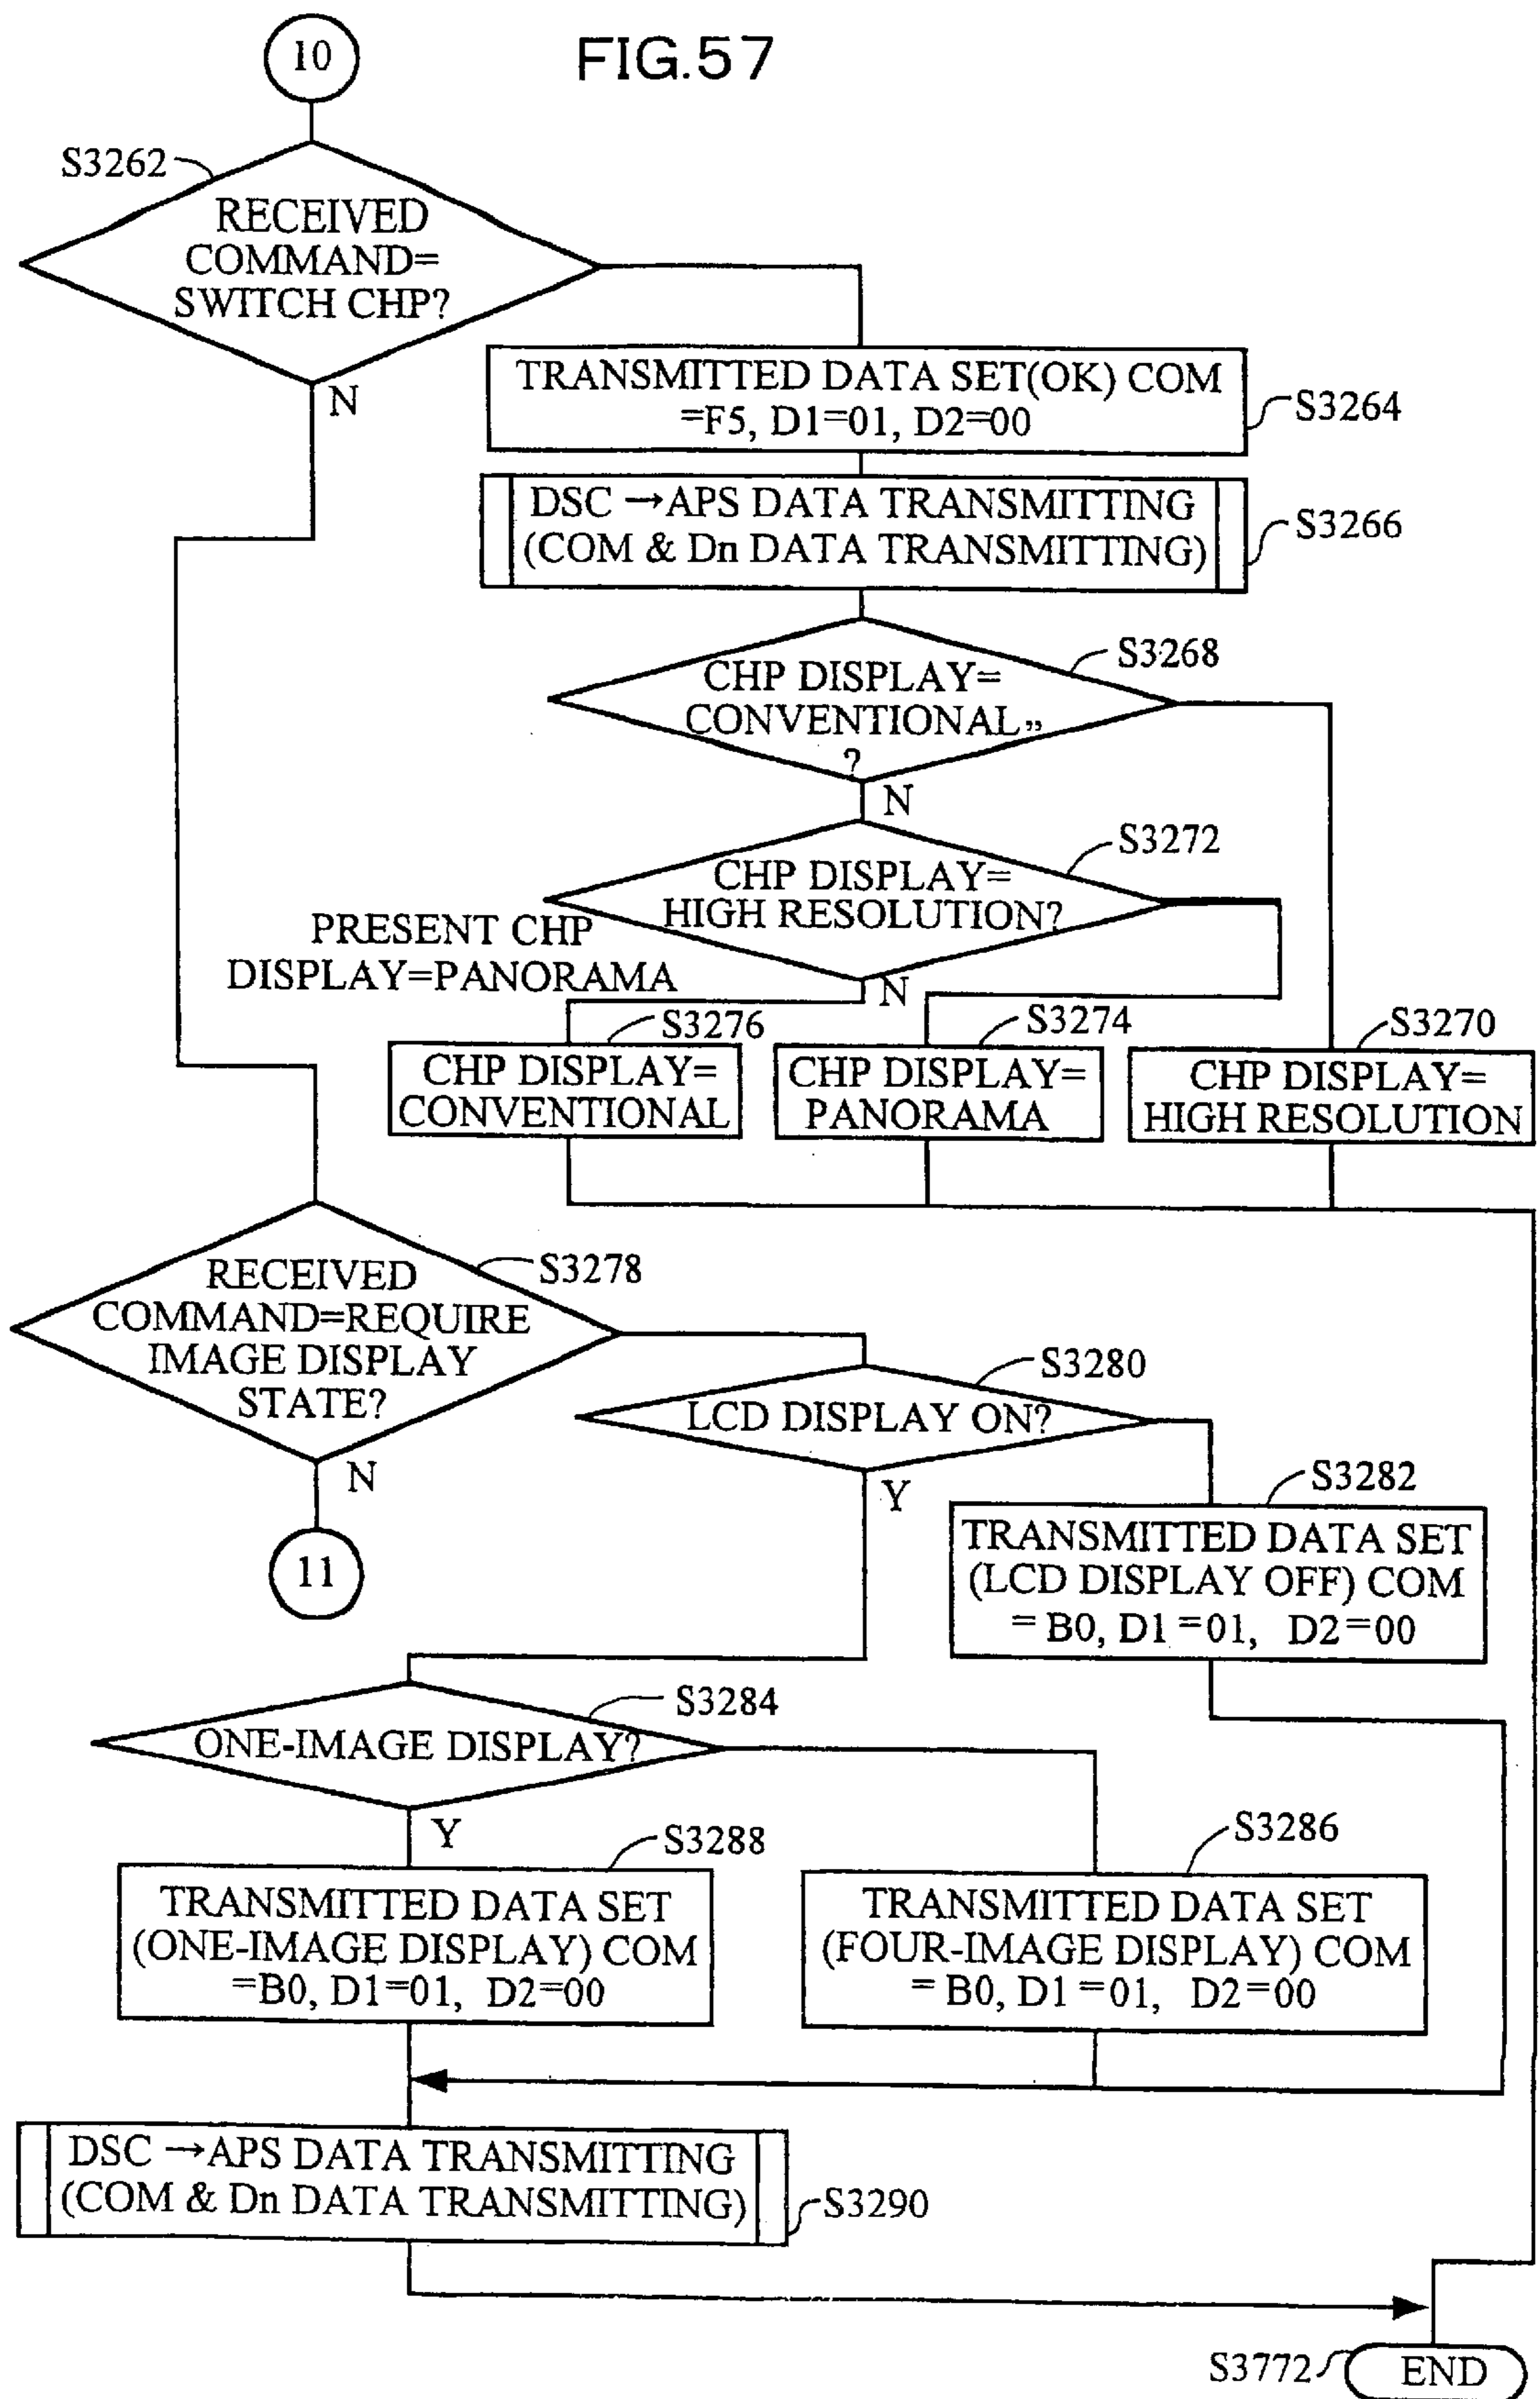 10
FIG.57
S3262
RECEIVED
COMMAND=
SWITCH CHP?
N
TRANSMITTED DATA SET(OK) COM
=F5, D1=01, D2=00
S3264
DSC →APS DATA TRANSMITTING
(COM & Dn DATA TRANSMITTING)
S3266
CHP DISPLAY=
CONVENTIONAL”
?
S3268
N
CHP DISPLAY=
HIGH RESOLUTION?
S3272
PRESENT CHP
DISPLAY=PANORAMA
N
S3276
CHP DISPLAY=
CONVENTIONAL
S3274
CHP DISPLAY=
PANORAMA
S3270
CHP DISPLAY=
HIGH RESOLUTION
RECEIVED
COMMAND=REQUIRE
IMAGE DISPLAY
STATE?
S3278
N
11
LCD DISPLAY ON?
S3280
Y
S3282
TRANSMITTED DATA SET
(LCD DISPLAY OFF) COM
= B0, D1 =01, D2=00
ONE-IMAGE DISPLAY?
S3284
Y
S3288
TRANSMITTED DATA SET
(ONE-IMAGE DISPLAY) COM
=B0, D1=01, D2=00
S3286
TRANSMITTED DATA SET
(FOUR-IMAGE DISPLAY) COM
= B0, D1 =01, D2=00
DSC →APS DATA TRANSMITTING
(COM & Dn DATA TRANSMITTING)
S3290
S3772
END